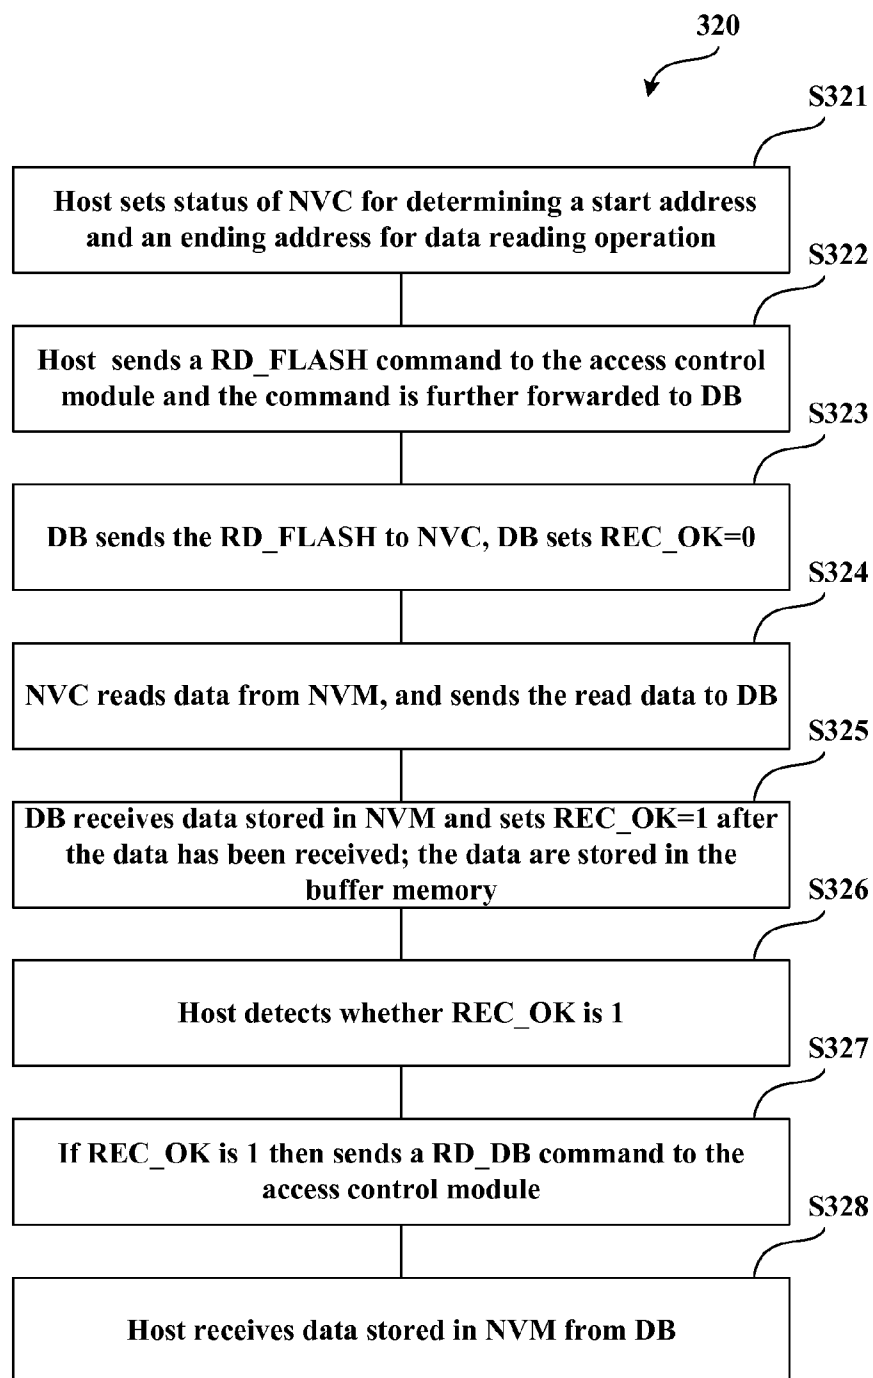 320
S321
Host sets status of NVC for determining a start address
and an ending address for data reading operation
S322
Host sends a RD_FLASH command to the access control
module and the command is further forwarded to DB
S323
DB sends the RD_FLASH to NVC, DB sets REC_OK=0
S324
NVC reads data from NVM, and sends the read data to DB
S325
DB receives data stored in NVM and sets REC_OK=1 after
the data has been received; the data are stored in the
buffer memory
S326
Host detects whether REC_OK is 1
S327
If REC_OK is 1 then sends a RD_DB command to the
access control module
S328
Host receives data stored in NVM from DB